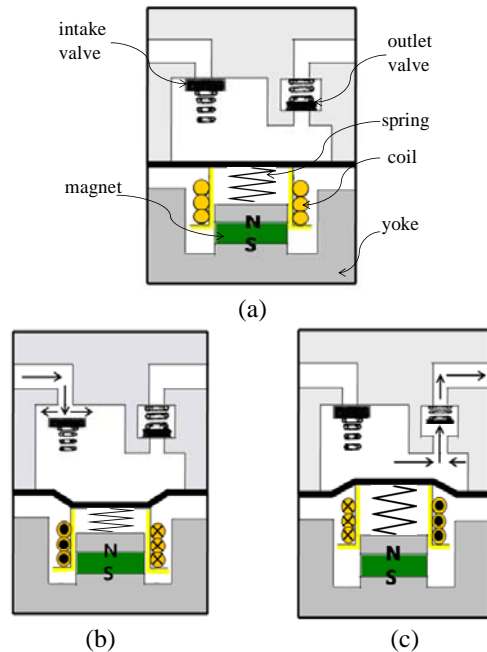 intake
valve
outlet
valve
spring
coil
magnet
N
S
yoke
(a)
N
S
(b)
N
S
(c)